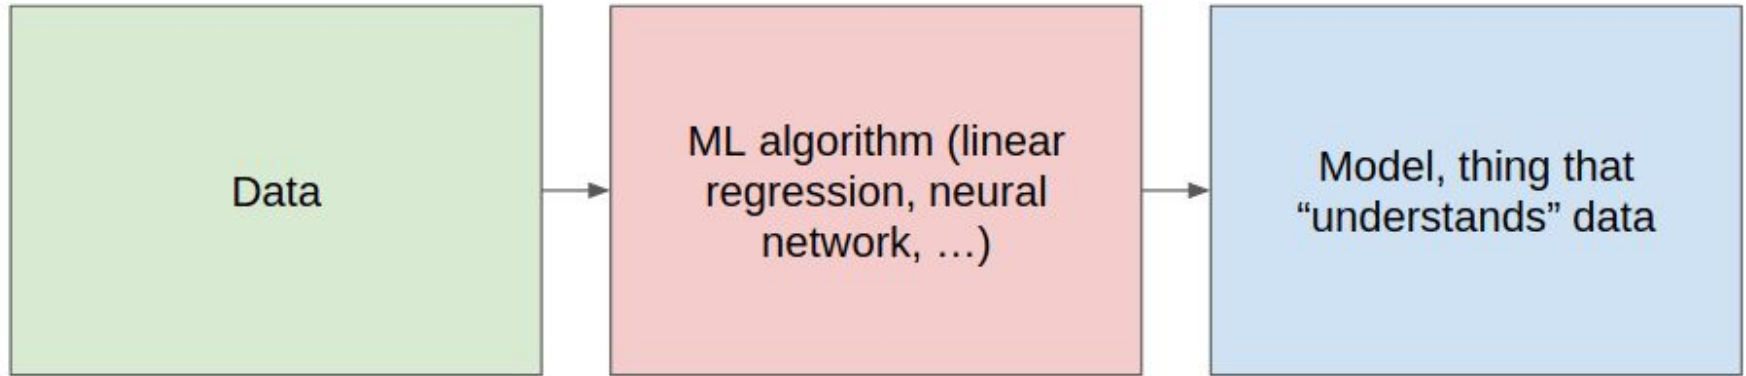 Data
ML algorithm (linear
regression, neural
network, …)
Model, thing that
“understands” data